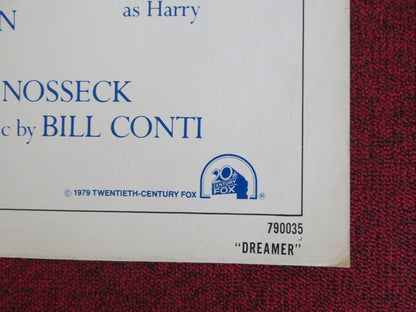 as Harry
N
NOSSECK
c by BILL CONTI
20th
CENTURY
FOX
© 1979 TWENTIETH-CENTURY FOX
®
790035
"DREAMER"